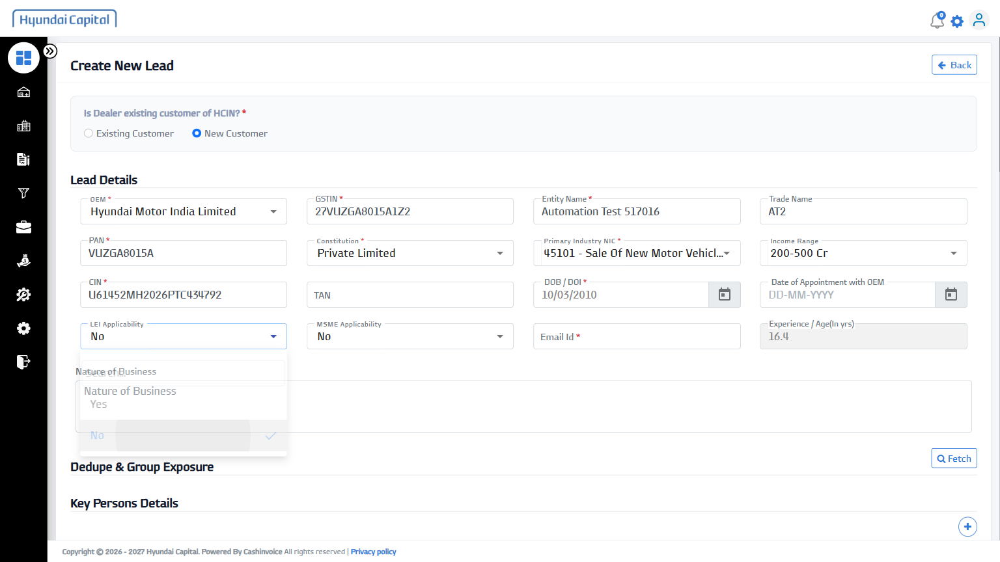 Hyundai Capital
0
Create New Lead
Back
Is Dealer existing customer of HCIN? *
Existing Customer
New Customer
Lead Details
OEM *
Hyundai Motor India Limited
GSTIN *
27VUZGA8015A1Z2
Entity Name *
Automation Test 517016
Trade Name
AT2
PAN *
VUZGA8015A
Constitution *
Private Limited
Primary Industry NIC *
45101 - Sale Of New Motor Vehicl...
Income Range
200-500 Cr
CIN *
U61452MH2026PTC434792
TAN
DOB / DOI *
10/03/2010
Date of Appointment with OEM
DD-MM-YYYY
LEI Applicability
No
MSME Applicability
No
Email Id *
Experience / Age(In yrs)
16.4
Nature of Business
Search...
Nature of Business
Yes
No
Dedupe & Group Exposure
Fetch
Key Persons Details
Copyright © 2026 - 2027 Hyundai Capital. Powered By Cashinvoice All rights reserved | Privacy policy